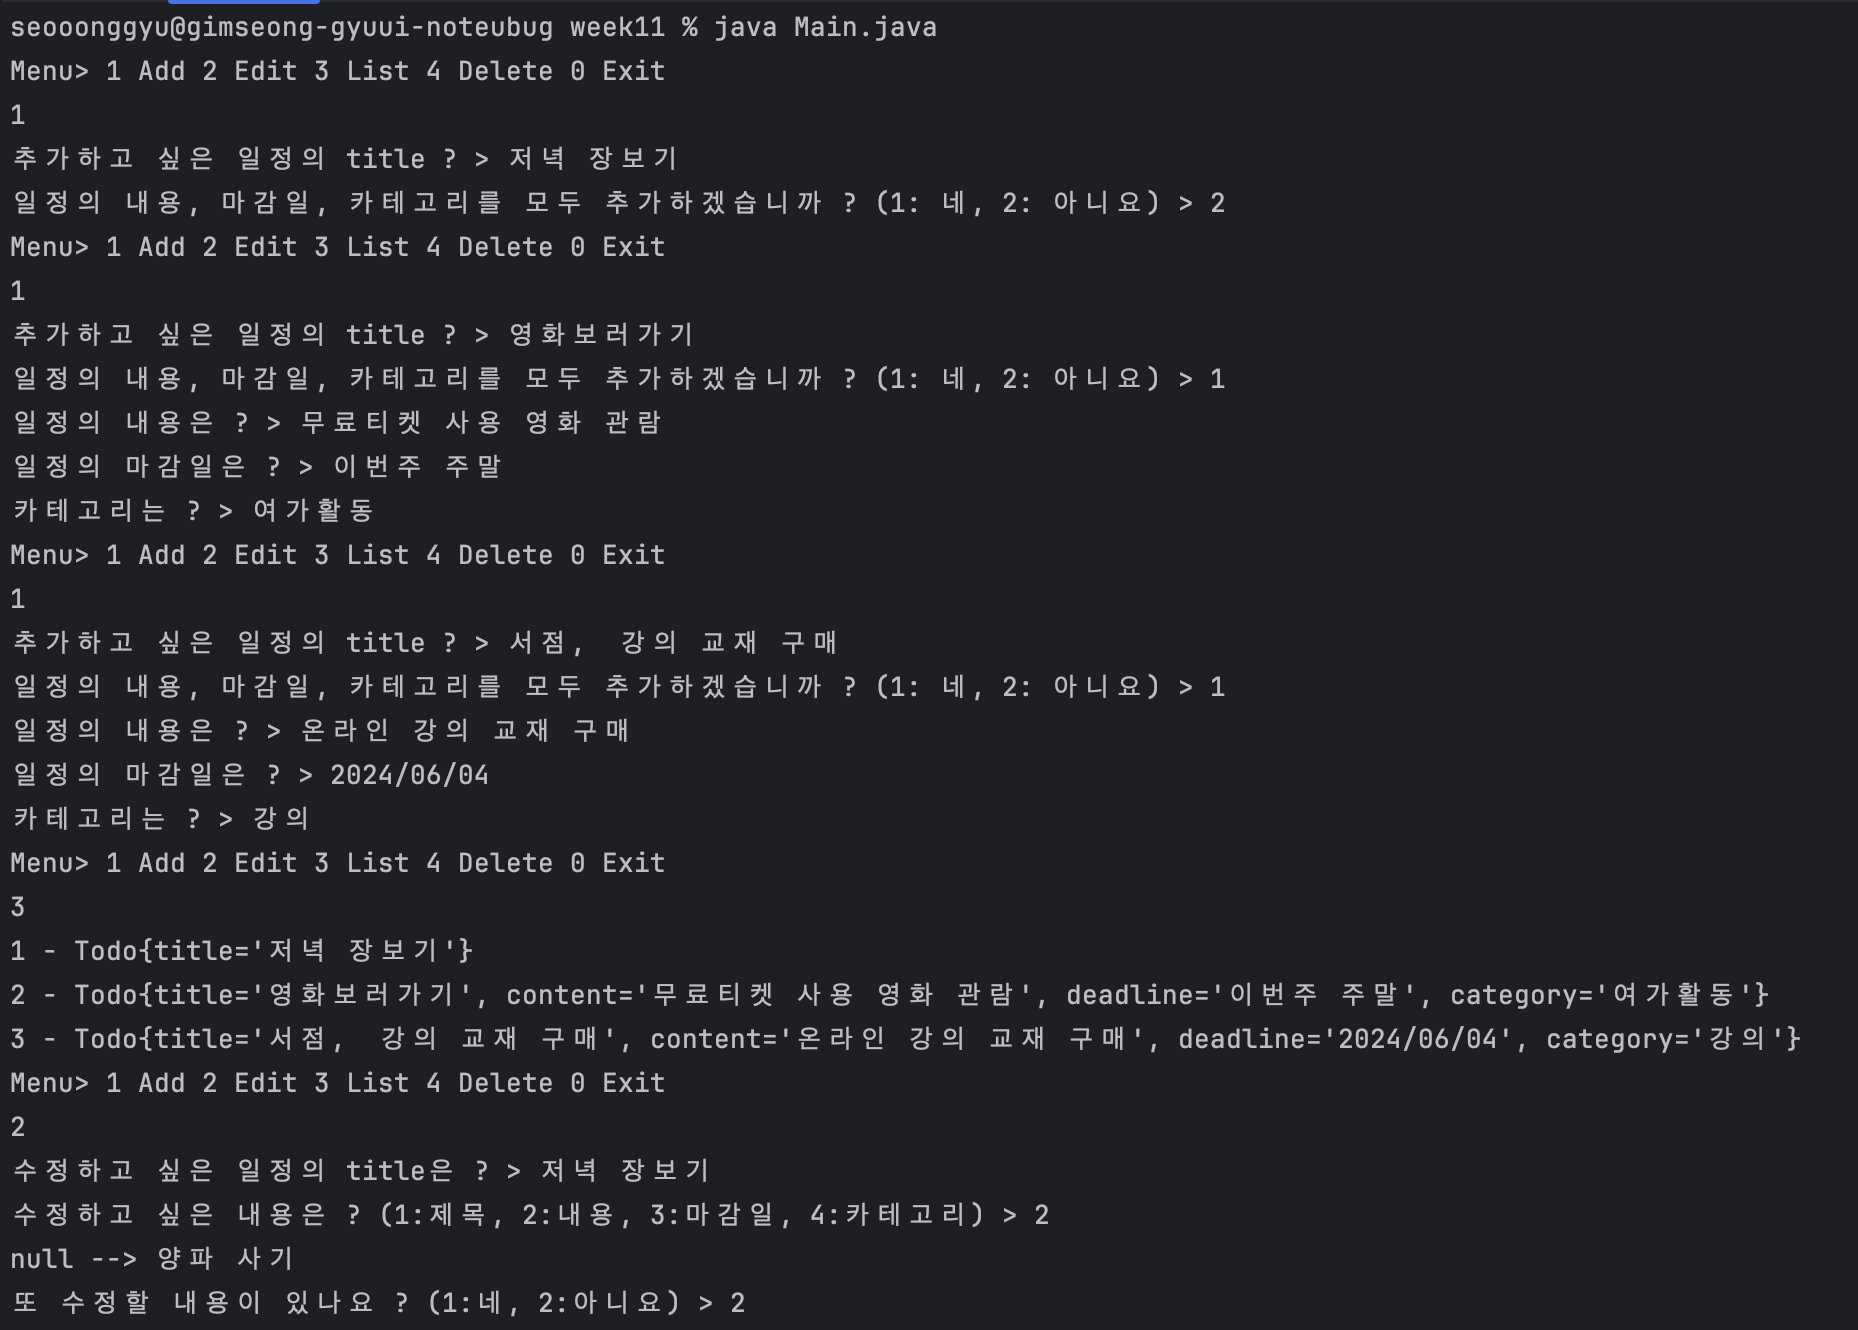 seooonggyu@gimseong-gyuui-noteubug week11 % java Main.java
Menu> 1 Add 2 Edit 3 List 4 Delete 0 Exit
1
추가하고 싶은 일정의 title ? > 저녁 장보기
일정의 내용, 마감일, 카테고리를 모두 추가하겠습니까 ? (1: 네, 2: 아니요) > 2
Menu> 1 Add 2 Edit 3 List 4 Delete 0 Exit
1
추가하고 싶은 일정의 title ? > 영화보러가기
일정의 내용, 마감일, 카테고리를 모두 추가하겠습니까 ? (1: 네, 2: 아니요) > 1
일정의 내용은 ? > 무료티켓 사용 영화 관람
일정의 마감일은 ? > 이번주 주말
카테고리는 ? > 여가활동
Menu> 1 Add 2 Edit 3 List 4 Delete 0 Exit
1
추가하고 싶은 일정의 title ? > 서점,  강의 교재 구매
일정의 내용, 마감일, 카테고리를 모두 추가하겠습니까 ? (1: 네, 2: 아니요) > 1
일정의 내용은 ? > 온라인 강의 교재 구매
일정의 마감일은 ? > 2024/06/04
카테고리는 ? > 강의
Menu> 1 Add 2 Edit 3 List 4 Delete 0 Exit
3
1 - Todo{title='저녁 장보기'}
2 - Todo{title='영화보러가기', content='무료티켓 사용 영화 관람', deadline='이번주 주말', category='여가활동'}
3 - Todo{title='서점,  강의 교재 구매', content='온라인 강의 교재 구매', deadline='2024/06/04', category='강의'}
Menu> 1 Add 2 Edit 3 List 4 Delete 0 Exit
2
수정하고 싶은 일정의 title은 ? > 저녁 장보기
수정하고 싶은 내용은 ? (1:제목, 2:내용, 3:마감일, 4:카테고리) > 2
null --> 양파 사기
또 수정할 내용이 있나요 ? (1:네, 2:아니요) > 2